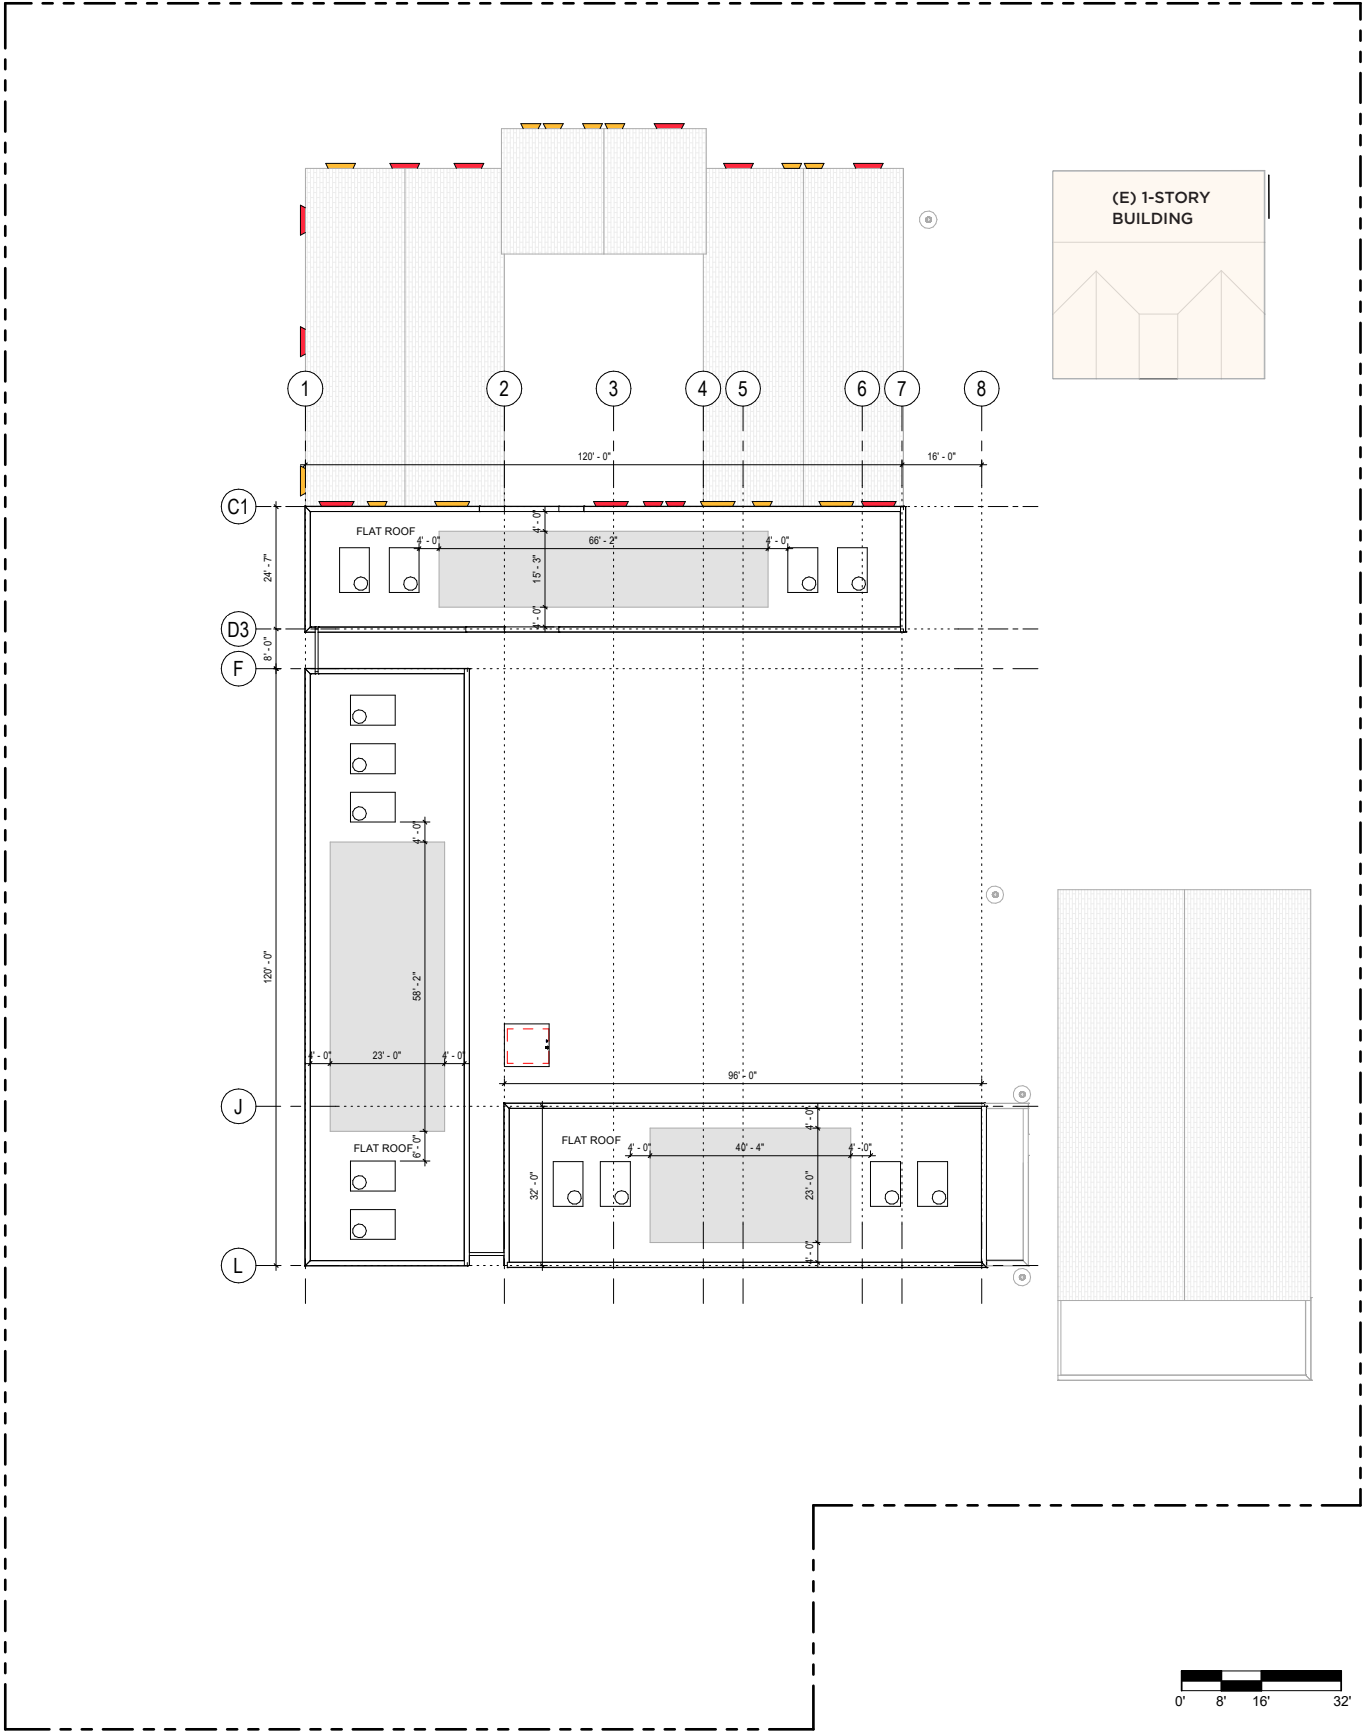 (E) 1-STORY
BUILDING
1
2
3
4
5
6
7
8
120' - 0"
16' - 0"
C1
FLAT ROOF
4' - 0"
4' - 0"
66' - 2"
4' - 0"
24' - 7"
15' - 3"
4' - 0"
D3
8' - 0"
F
4' - 0"
120' - 0"
58' - 2"
4' - 0"
23' - 0"
4' - 0"
96' - 0"
J
4' - 0"
FLAT ROOF
FLAT ROOF
6' - 0"
4' - 0"
40' - 4"
4' - 0"
32' - 0"
23' - 0"
4' - 0"
L
0'
8'
16'
32'